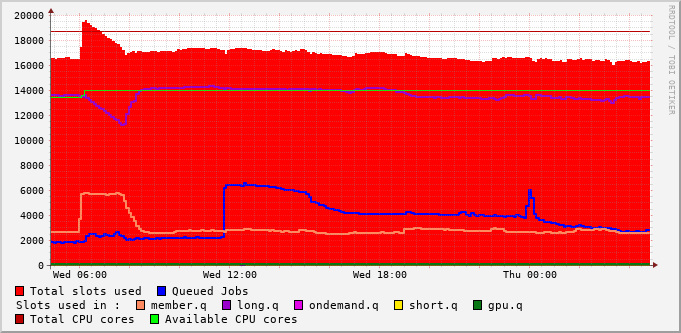 RRDTOOL / TOBI OETIKER
20000
18000
16000
14000
12000
10000
8000
6000
4000
2000
0
Wed 06:00 Wed 12:00 Wed 18:00 Thu 00:00
Total slots used Queued Jobs
Slots used in : member.q long.q ondemand.q short.q gpu.q
Total CPU cores Available CPU cores